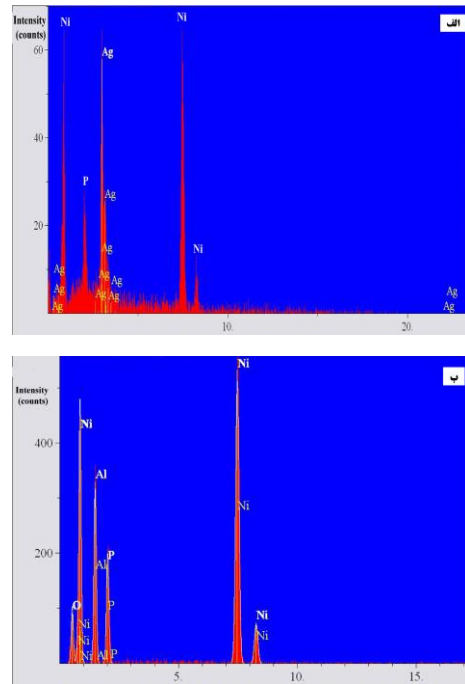 Intensity
(counts)
Ni
Ni
الف
60
Ag
40
P
Ag
20
Ag
Ni
Ag
Ag
Ag
Ag
Ag
Ag
Ag
Ag
Ag
10.
20.
Intensity
(counts)
Ni
ب
Ni
400
Al
Ni
Al
200
P
O
P
Ni
Ni
Ni
Ni
Ni
Al
P
5.
10.
15.